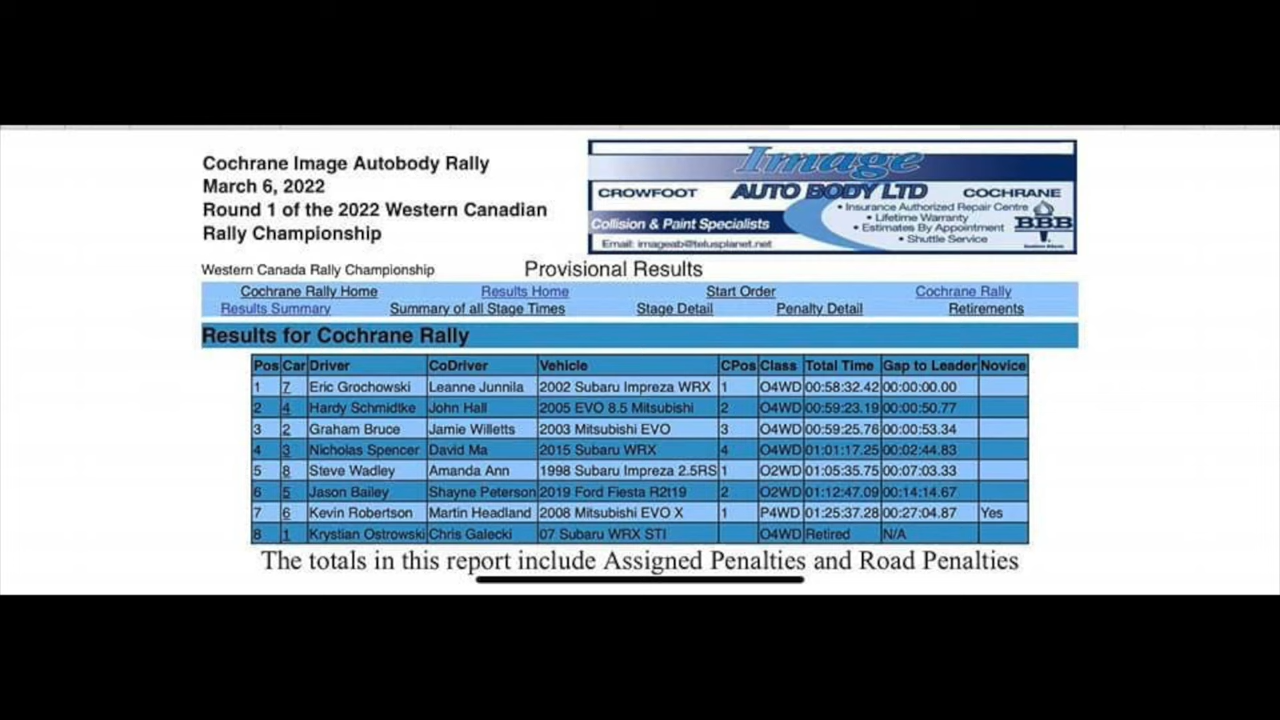 Cochrane Image Autobody Rally
March 6, 2022
Round 1 of the 2022 Western Canadian
Rally Championship
Image
CROWFOOT AUTO BODY LTD COCHRANE
• Insurance Authorized Repair Centre
• Lifetime Warranty
Collision & Paint Specialists
• Estimates By Appointment
BBB
• Shuttle Service
Email: imageab@telusplanet.net
Western Canada Rally Championship Provisional Results
Cochrane Rally Home Results Home Start Order Cochrane Rally
Results Summary Summary of all Stage Times Stage Detail Penalty Detail Retirements
Results for Cochrane Rally
Pos Car Driver CoDriver Vehicle CPos Class Total Time Gap to Leader Novice
1 7 Eric Grochowski Leanne Junnila 2002 Subaru Impreza WRX 1 O4WD 00:58:32.42 00:00:00.00
2 4 Hardy Schmidtke John Hall 2005 EVO 8.5 Mitsubishi 2 O4WD 00:59:23.19 00:00:50.77
3 2 Graham Bruce Jamie Willetts 2003 Mitsubishi EVO 3 O4WD 00:59:25.76 00:00:53.34
4 3 Nicholas Spencer David Ma 2015 Subaru WRX 4 O4WD 01:01:17.25 00:02:44.83
5 8 Steve Wadley Amanda Ann 1998 Subaru Impreza 2.5RS 1 O2WD 01:05:35.75 00:07:03.33
6 5 Jason Bailey Shayne Peterson 2019 Ford Fiesta R2t19 2 O2WD 01:12:47.09 00:14:14.67
7 6 Kevin Robertson Martin Headland 2008 Mitsubishi EVO X 1 P4WD 01:25:37.28 00:27:04.87 Yes
8 1 Krystian Ostrowski Chris Galecki 07 Subaru WRX STI O4WD Retired N/A
The totals in this report include Assigned Penalties and Road Penalties